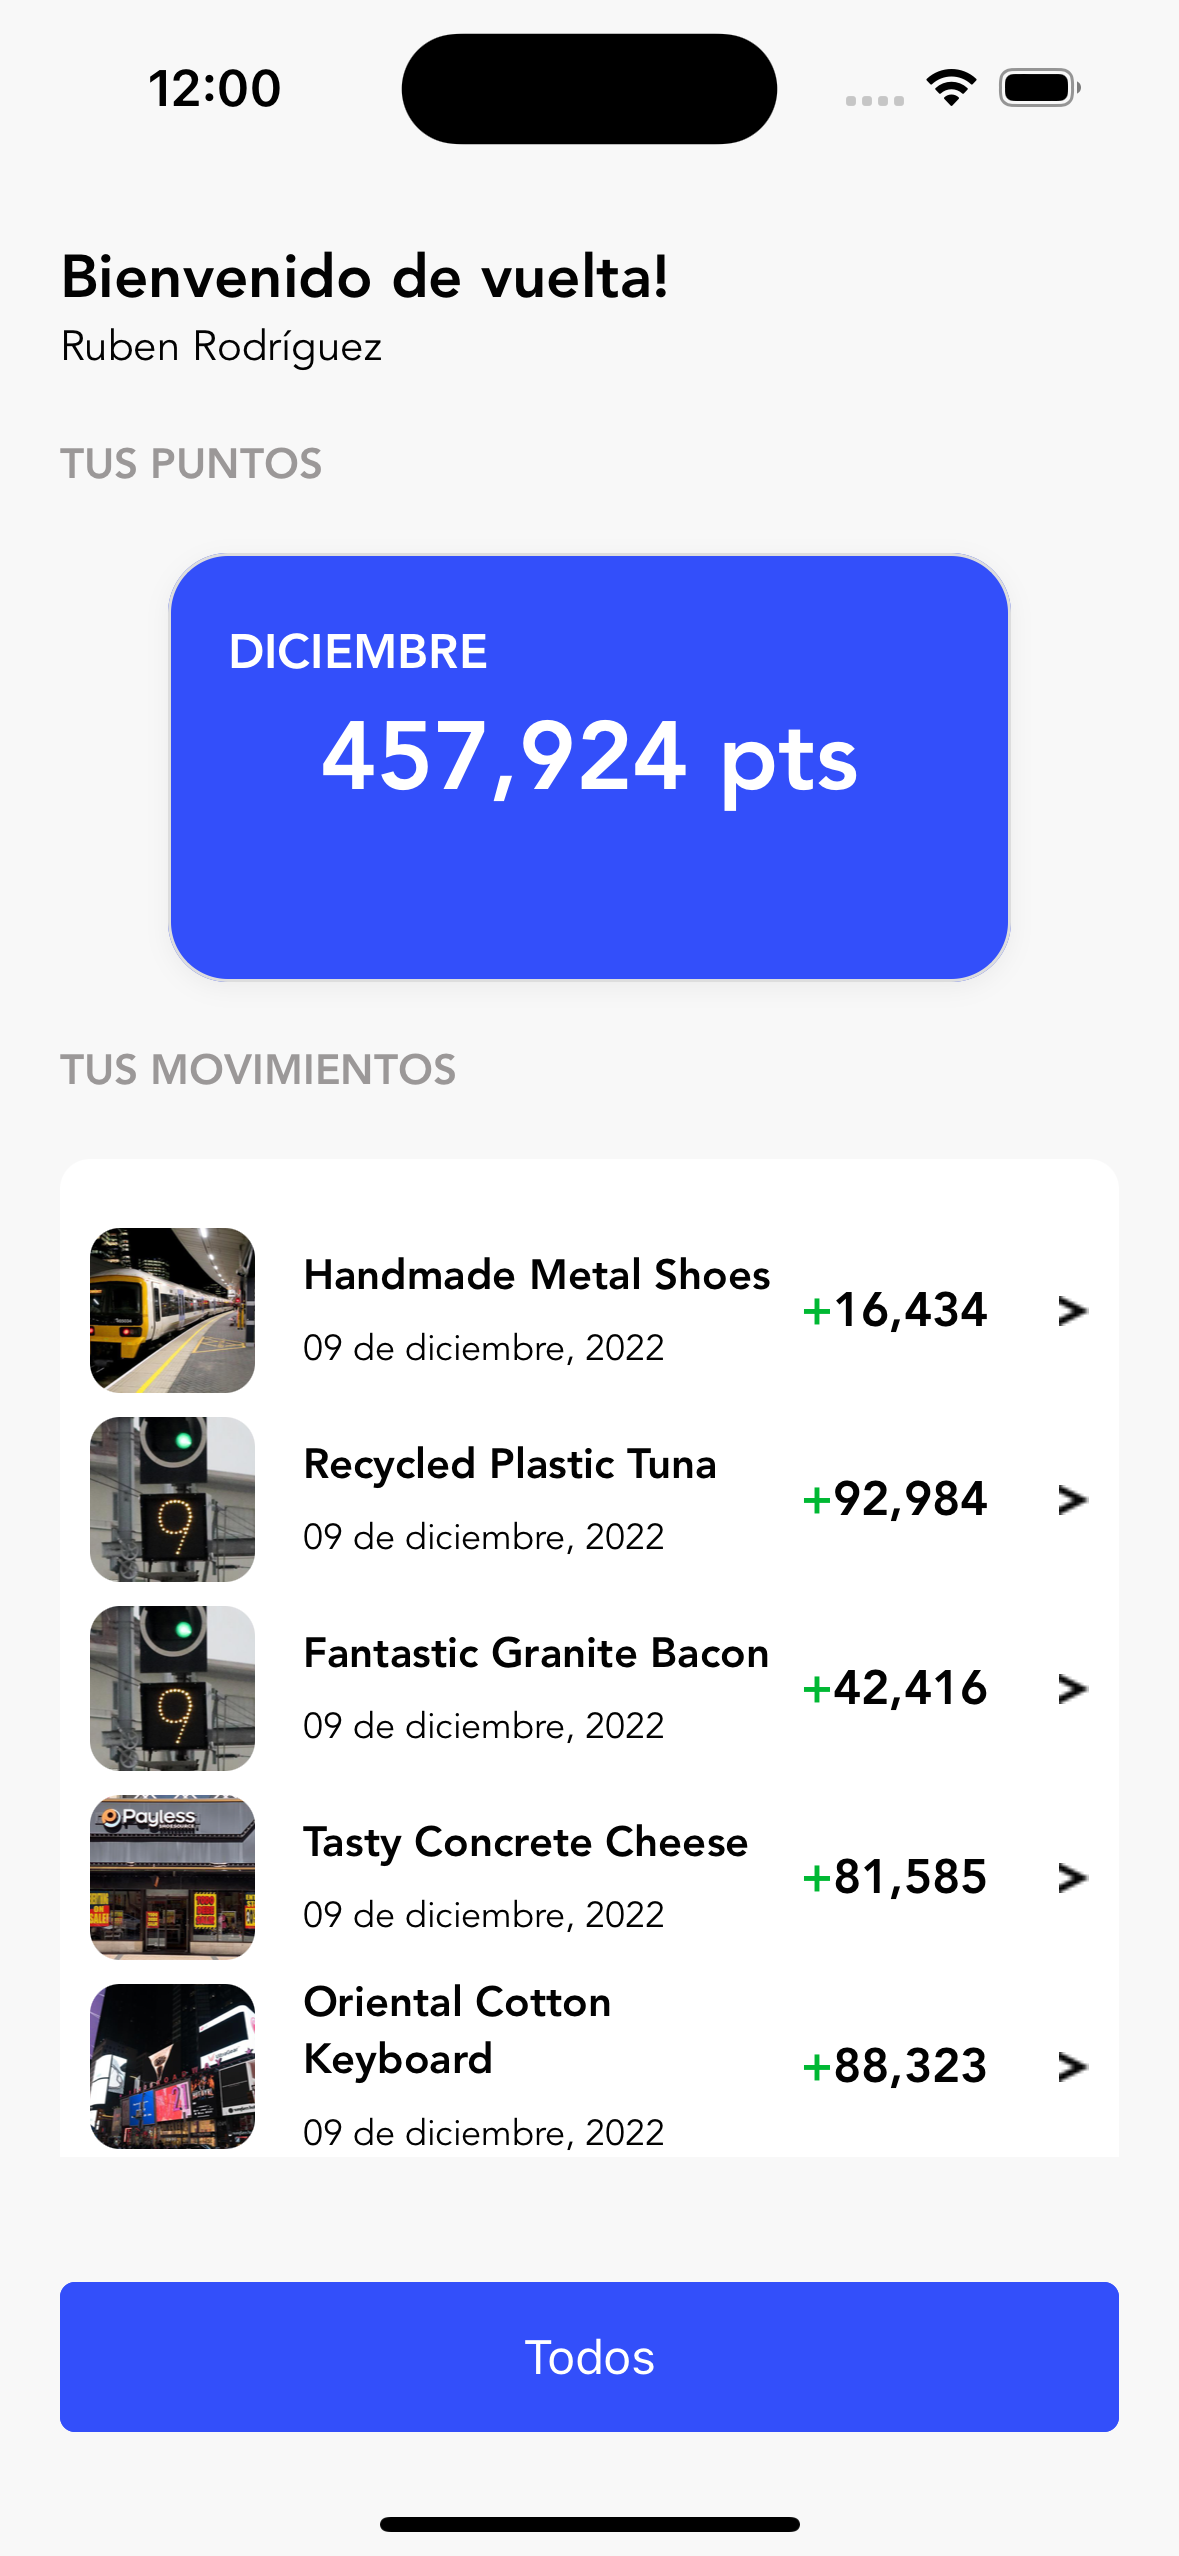 12:00
Bienvenido de vuelta!
Ruben Rodríguez
TUS PUNTOS
DICIEMBRE
457,924 pts
TUS MOVIMIENTOS
Handmade Metal Shoes
09 de diciembre, 2022
+16,434 >
9
Recycled Plastic Tuna
09 de diciembre, 2022
+92,984 >
9
Fantastic Granite Bacon
09 de diciembre, 2022
+42,416 >
Payless
Tasty Concrete Cheese
09 de diciembre, 2022
+81,585 >
Oriental Cotton
Keyboard
09 de diciembre, 2022
+88,323 >
Todos